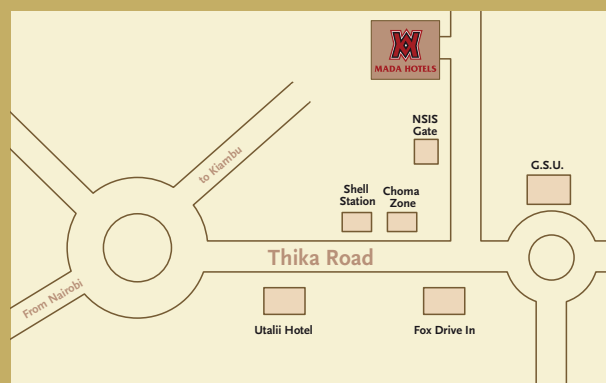 MADA HOTELS
NSIS
Gate
G.S.U.
to Kiambu
Shell
Station
Choma
Zone
Thika Road
From Nairobi
Utalii Hotel
Fox Drive In